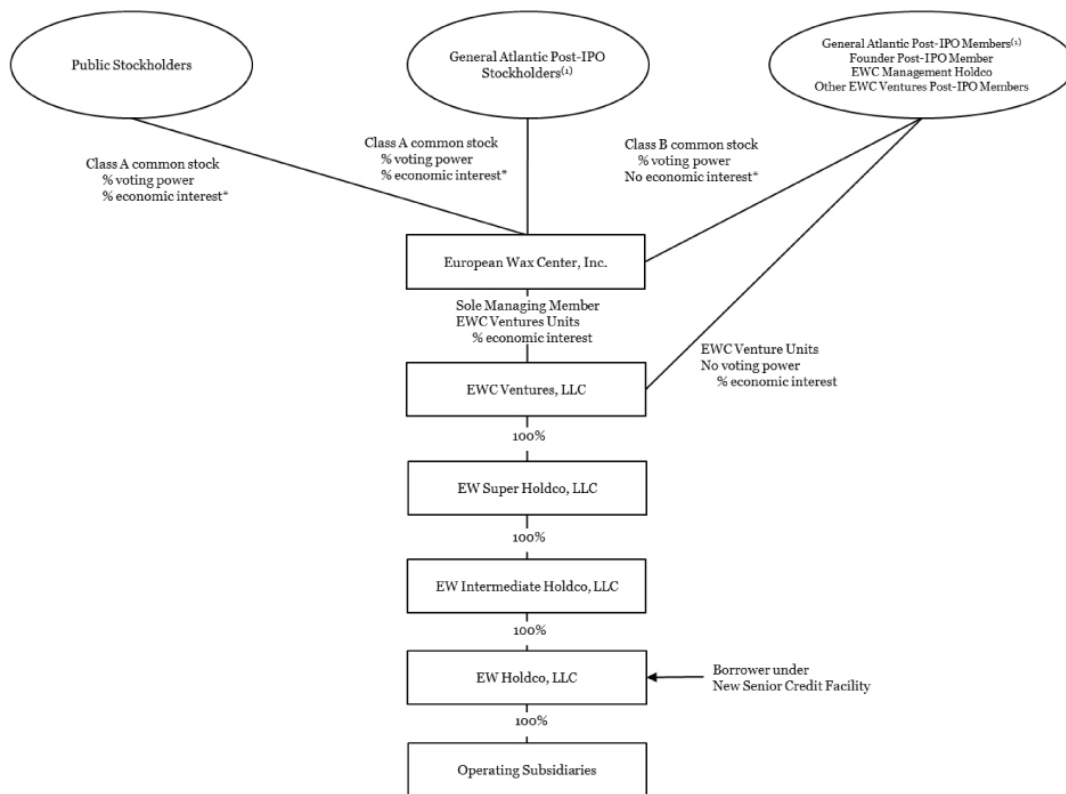 Public Stockholders
General Atlantic Post-IPO
Stockholders⁽¹⁾
General Atlantic Post-IPO Members⁽¹⁾
Founder Post-IPO Member
EWC Management Holdco
Other EWC Ventures Post-IPO Members
Class A common stock
% voting power
% economic interest*
Class A common stock
% voting power
% economic interest*
Class B common stock
% voting power
No economic interest*
European Wax Center, Inc.
Sole Managing Member
EWC Ventures Units
% economic interest
EWC Venture Units
No voting power
% economic interest
EWC Ventures, LLC
100%
EW Super Holdco, LLC
100%
EW Intermediate Holdco, LLC
100%
EW Holdco, LLC
Borrower under
New Senior Credit Facility
100%
Operating Subsidiaries